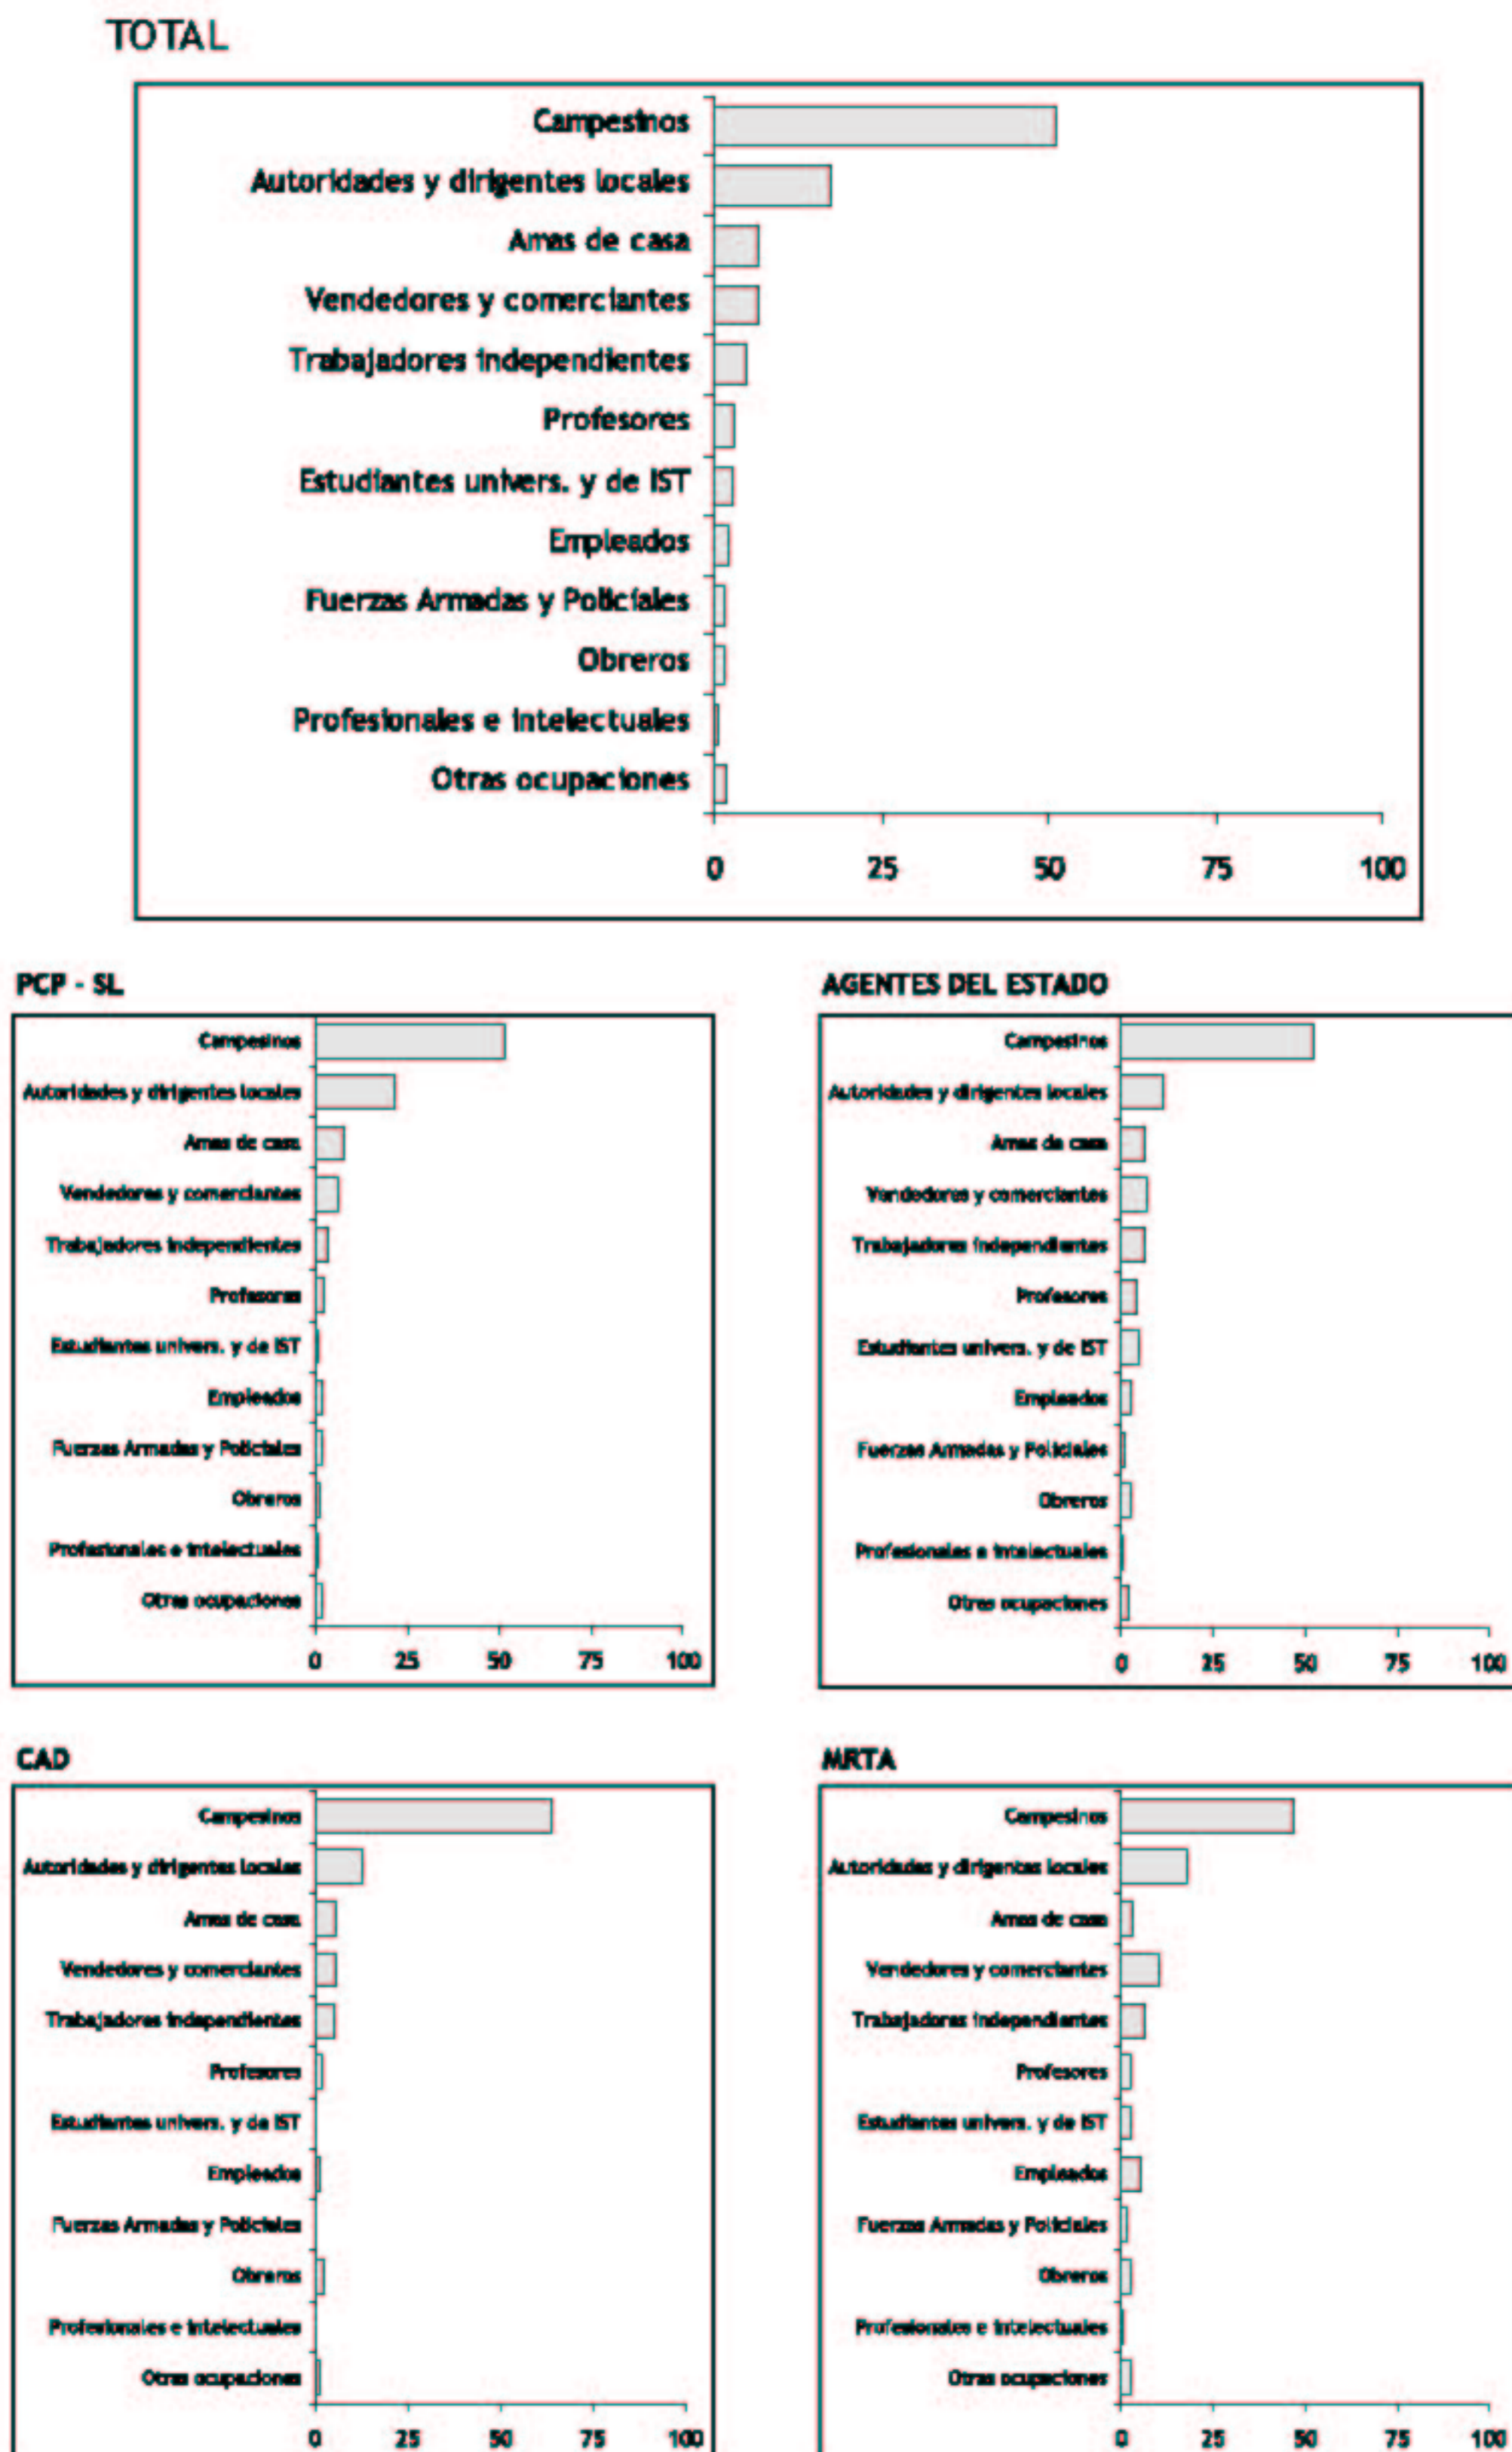 TOTAL
Campesinos
Autoridades y dirigentes locales
Amas de casa
Vendedores y comerciantes
Trabajadores independientes
Profesores
Estudiantes univers. y de IST
Empleados
Fuerzas Armadas y Policiales
Obreros
Profesionales e intelectuales
Otras ocupaciones
0 25 50 75 100
PCP - SL
Campesinos
Autoridades y dirigentes locales
Amas de casa
Vendedores y comerciantes
Trabajadores independientes
Profesores
Estudiantes univers. y de IST
Empleados
Fuerzas Armadas y Policiales
Obreros
Profesionales e intelectuales
Otras ocupaciones
0 25 50 75 100
AGENTES DEL ESTADO
Campesinos
Autoridades y dirigentes locales
Amas de casa
Vendedores y comerciantes
Trabajadores independientes
Profesores
Estudiantes univers. y de IST
Empleados
Fuerzas Armadas y Policiales
Obreros
Profesionales e intelectuales
Otras ocupaciones
0 25 50 75 100
CAD
Campesinos
Autoridades y dirigentes locales
Amas de casa
Vendedores y comerciantes
Trabajadores independientes
Profesores
Estudiantes univers. y de IST
Empleados
Fuerzas Armadas y Policiales
Obreros
Profesionales e intelectuales
Otras ocupaciones
0 25 50 75 100
MRTA
Campesinos
Autoridades y dirigentes locales
Amas de casa
Vendedores y comerciantes
Trabajadores independientes
Profesores
Estudiantes univers. y de IST
Empleados
Fuerzas Armadas y Policiales
Obreros
Profesionales e intelectuales
Otras ocupaciones
0 25 50 75 100